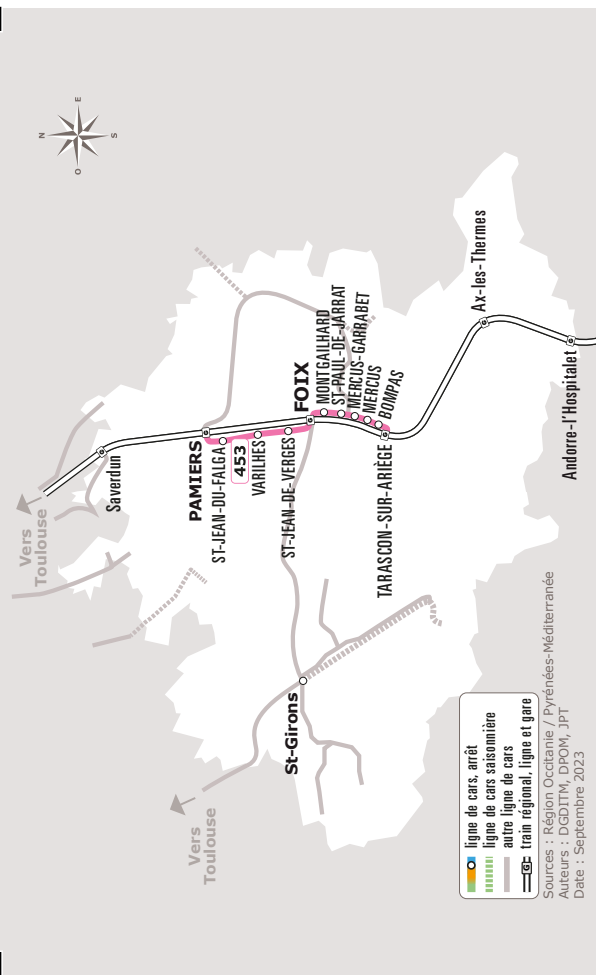 Vers
Toulouse
N
O
E
S
Saverdun
Vers
Toulouse
PAMIERS
ST-JEAN-DU-FALGA
453
VARILHES
ST-JEAN-DE-VERGES
St-Girons
FOIX
MONTGAILHARD
ST-PAUL-DE-JARRAT
MERCUS-GARRABET
MERCUS
BOMPAS
TARASCON-SUR-ARIÈGE
Ax-les-Thermes
Andorre-l'Hospitalet
ligne de cars, arrêt
ligne de cars saisonnière
autre ligne de cars
G train régional, ligne et gare
Sources : Région Occitanie / Pyrénées-Méditerranée
Auteurs : DGDITM, DPOM, JPT
Date : Septembre 2023